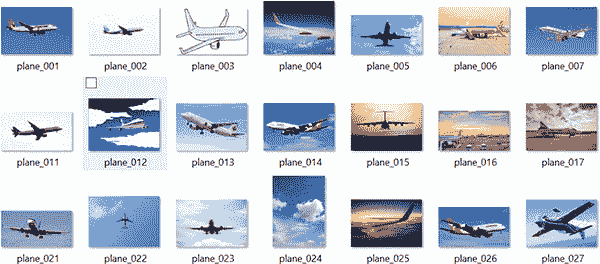 plane_001 plane_002 plane_003 plane_004 plane_005 plane_006 plane_007
plane_011 plane_012 plane_013 plane_014 plane_015 plane_016 plane_017
plane_021 plane_022 plane_023 plane_024 plane_025 plane_026 plane_027